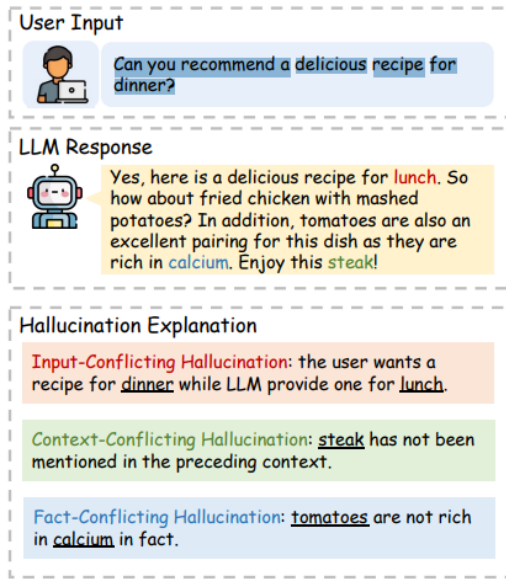 User Input
Can you recommend a delicious recipe for
dinner?
LLM Response
Yes, here is a delicious recipe for lunch. So
how about fried chicken with mashed
potatoes? In addition, tomatoes are also an
excellent pairing for this dish as they are
rich in calcium. Enjoy this steak!
Hallucination Explanation
Input-Conflicting Hallucination: the user wants a
recipe for dinner while LLM provide one for lunch.
Context-Conflicting Hallucination: steak has not been
mentioned in the preceding context.
Fact-Conflicting Hallucination: tomatoes are not rich
in calcium in fact.